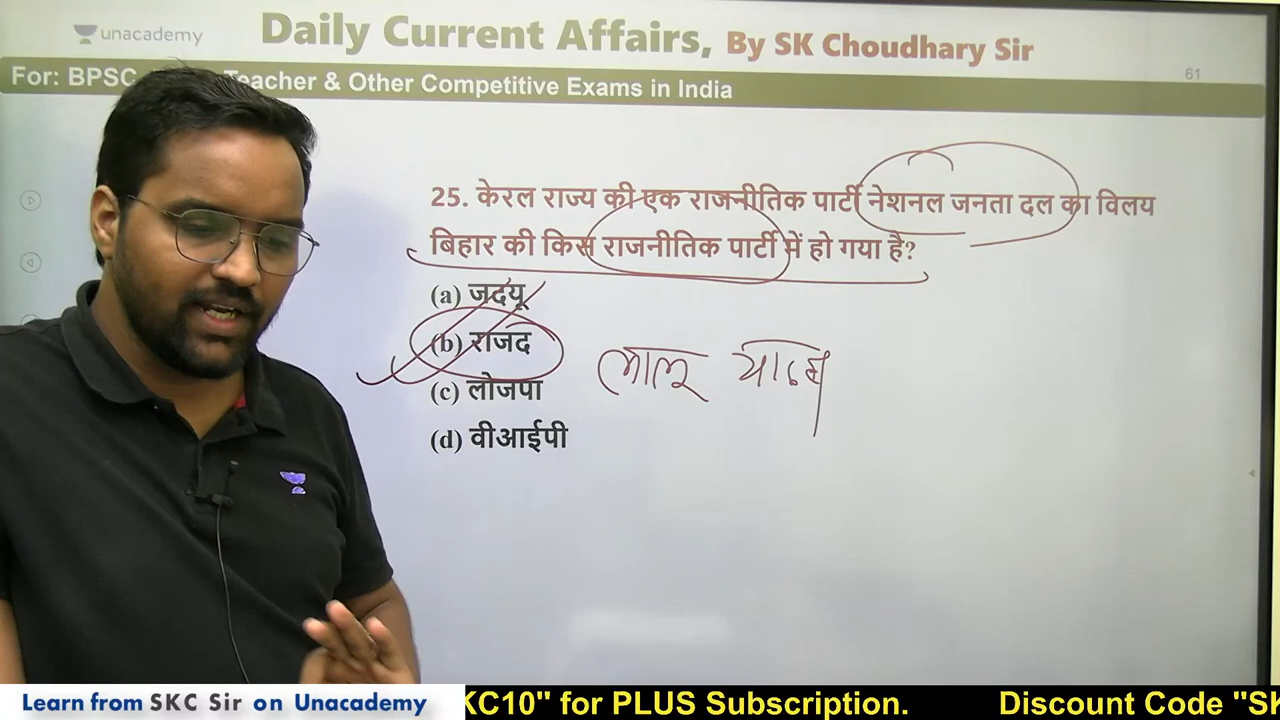 unacademy
Daily Current Affairs, By SK Choudhary Sir
For: BPSC Teacher & Other Competitive Exams in India
61
25. केरल राज्य की एक राजनीतिक पार्टी नेशनल जनता दल का विलय
बिहार की किस राजनीतिक पार्टी में हो गया है?
(a) जदयू
(b) राजद
लालू यादव
(c) लोजपा
(d) वीआईपी
Learn from SKC Sir on Unacademy
KC10" for PLUS Subscription. Discount Code "SK